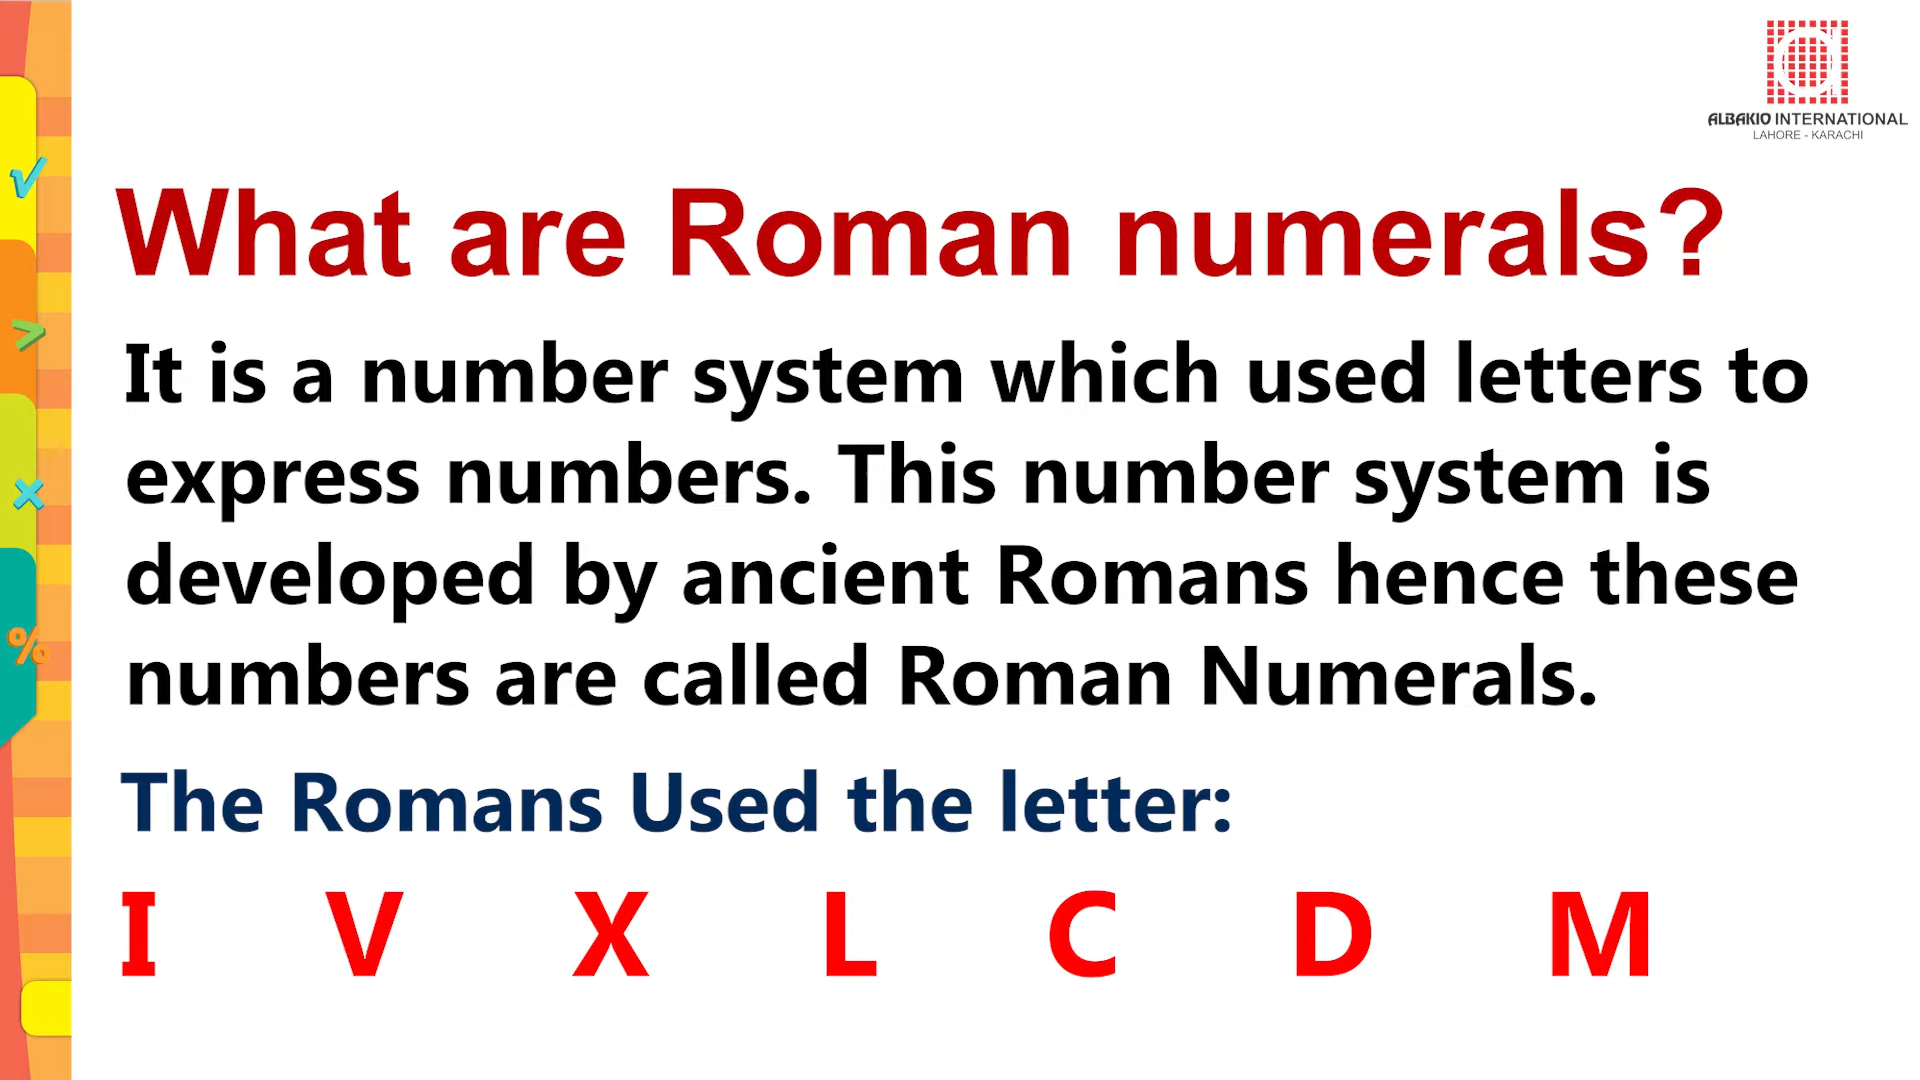 ALBAKIO INTERNATIONAL
LAHORE - KARACHI
What are Roman numerals?
It is a number system which used letters to
express numbers. This number system is
developed by ancient Romans hence these
numbers are called Roman Numerals.
The Romans Used the letter:
I V X L C D M